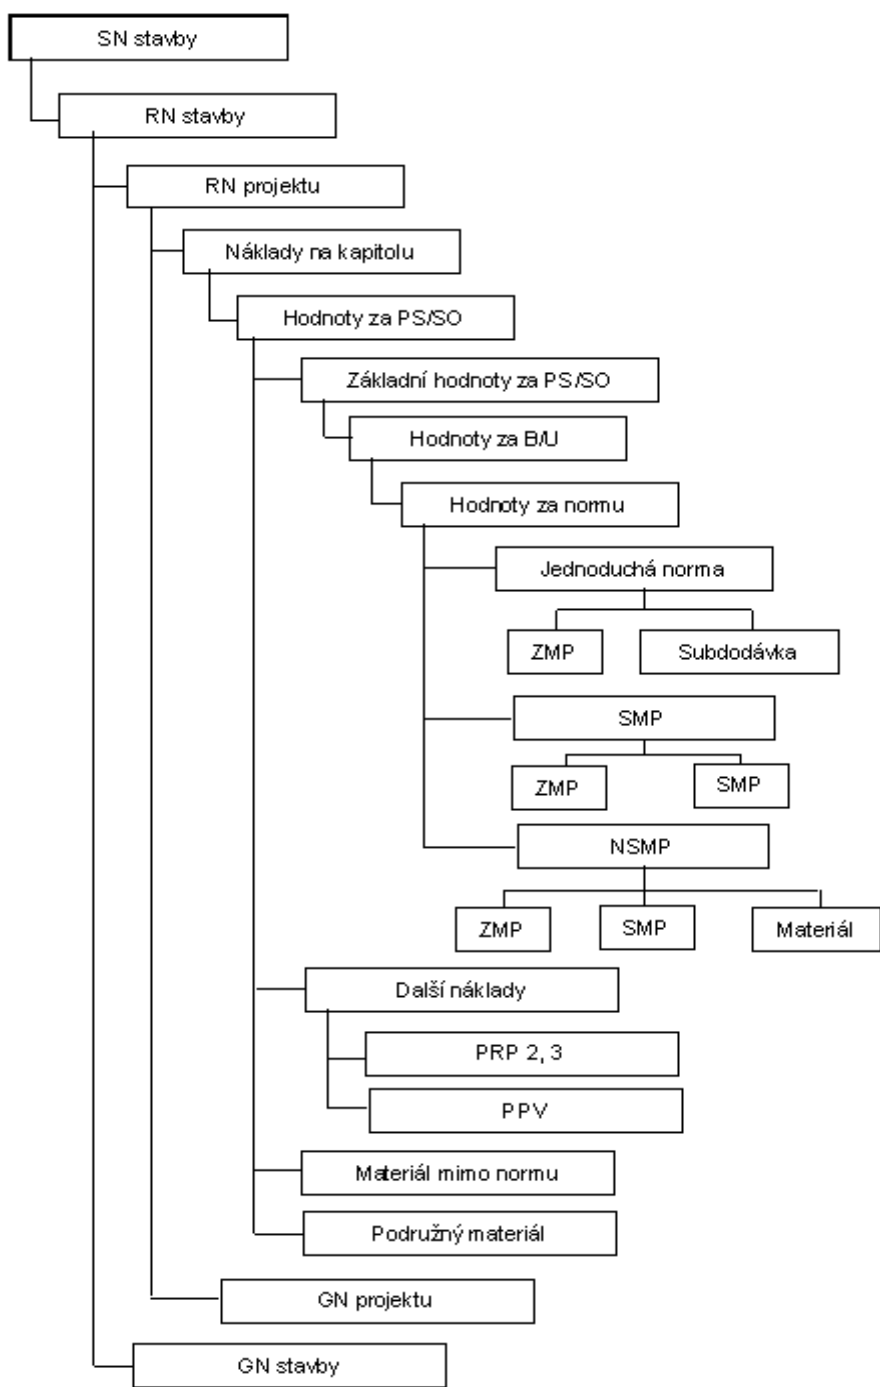 SN stavby
RN stavby
RN projektu
Náklady na kapitolu
Hodnoty za PS/SO
Základní hodnoty za PS/SO
Hodnoty za B/U
Hodnoty za normu
Jednoduchá norma
ZMP
Subdodávka
SMP
ZMP
SMP
NSMP
ZMP
SMP
Materiál
Další náklady
PRP 2, 3
PPV
Materiál mimo normu
Podružný materiál
GN projektu
GN stavby